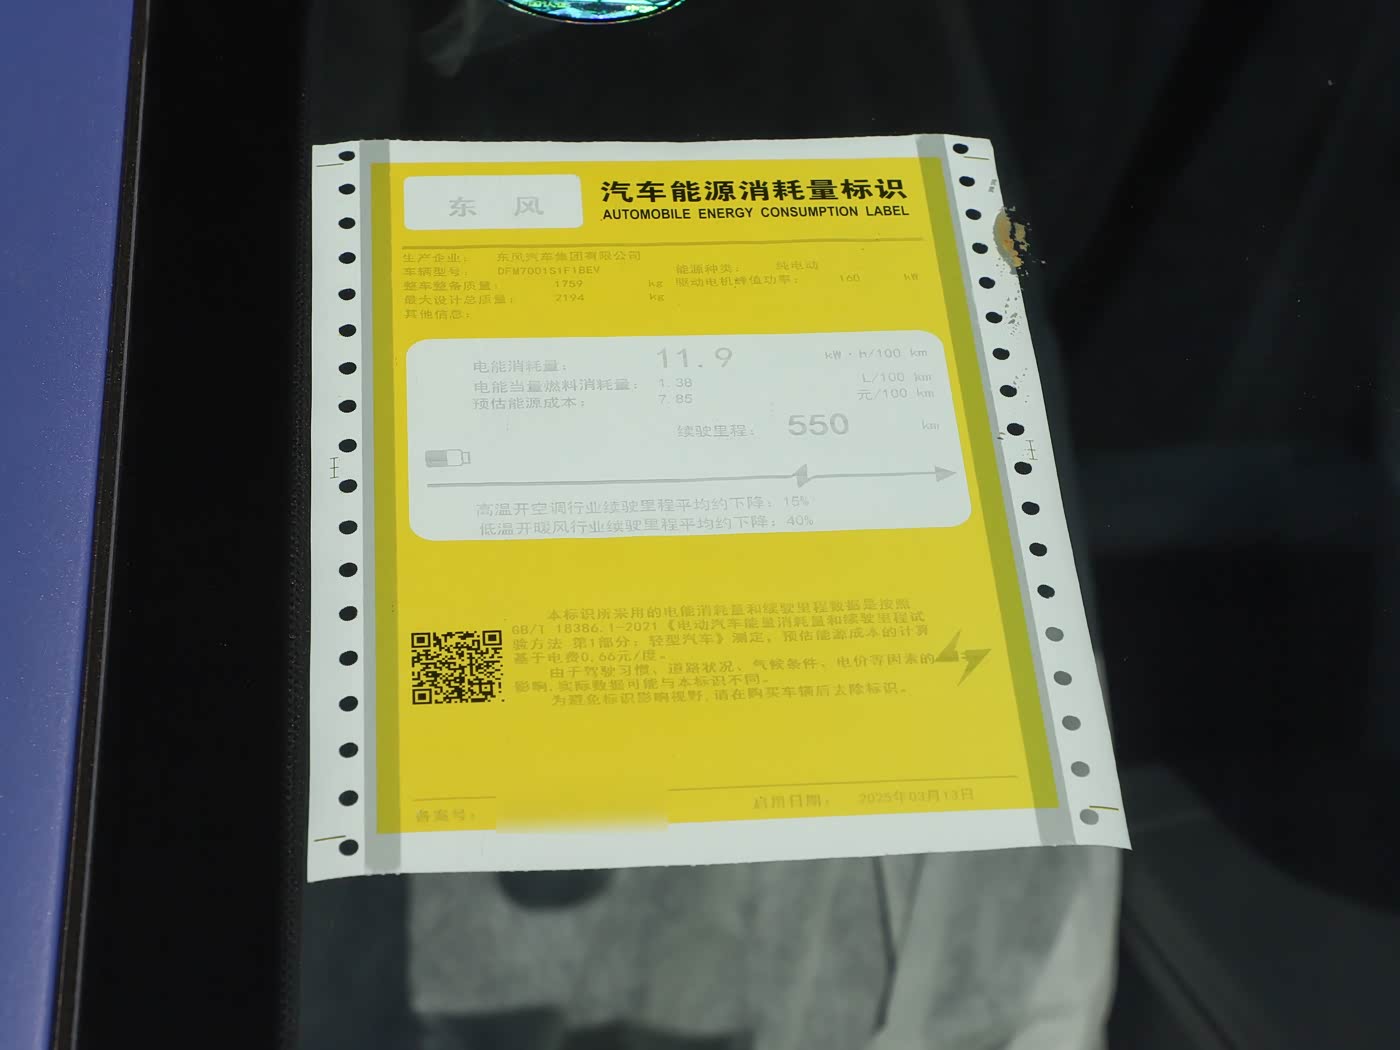 东 风
汽车能源消耗量标识
AUTOMOBILE ENERGY CONSUMPTION LABEL
生产企业： 东风汽车集团有限公司
车辆型号： DFM7001S1F1BEV 能源种类： 纯电动
整车整备质量： 1759 kg 驱动电机峰值功率： 160 kW
最大设计总质量： 2194 kg
其他信息：
电能消耗量： 11.9 kW·h/100 km
电能当量燃料消耗量： 1.38 L/100 km
预估能源成本： 7.85 元/100 km
续驶里程： 550 km
高温开空调行业续驶里程平均约下降：15%
低温开暖风行业续驶里程平均约下降：40%
本标识所采用的电能消耗量和续驶里程数据是按照
GB/T 18386.1-2021《电动汽车能量消耗量和续驶里程试
验方法 第1部分：轻型汽车》测定，预估能源成本的计算
基于电费0.66元/度。
由于驾驶习惯、道路状况、气候条件、电价等因素的
影响,实际数据可能与本标识不同。
为避免标识影响视野,请在购买车辆后去除标识。
备案号： 启用日期： 2025年03月13日